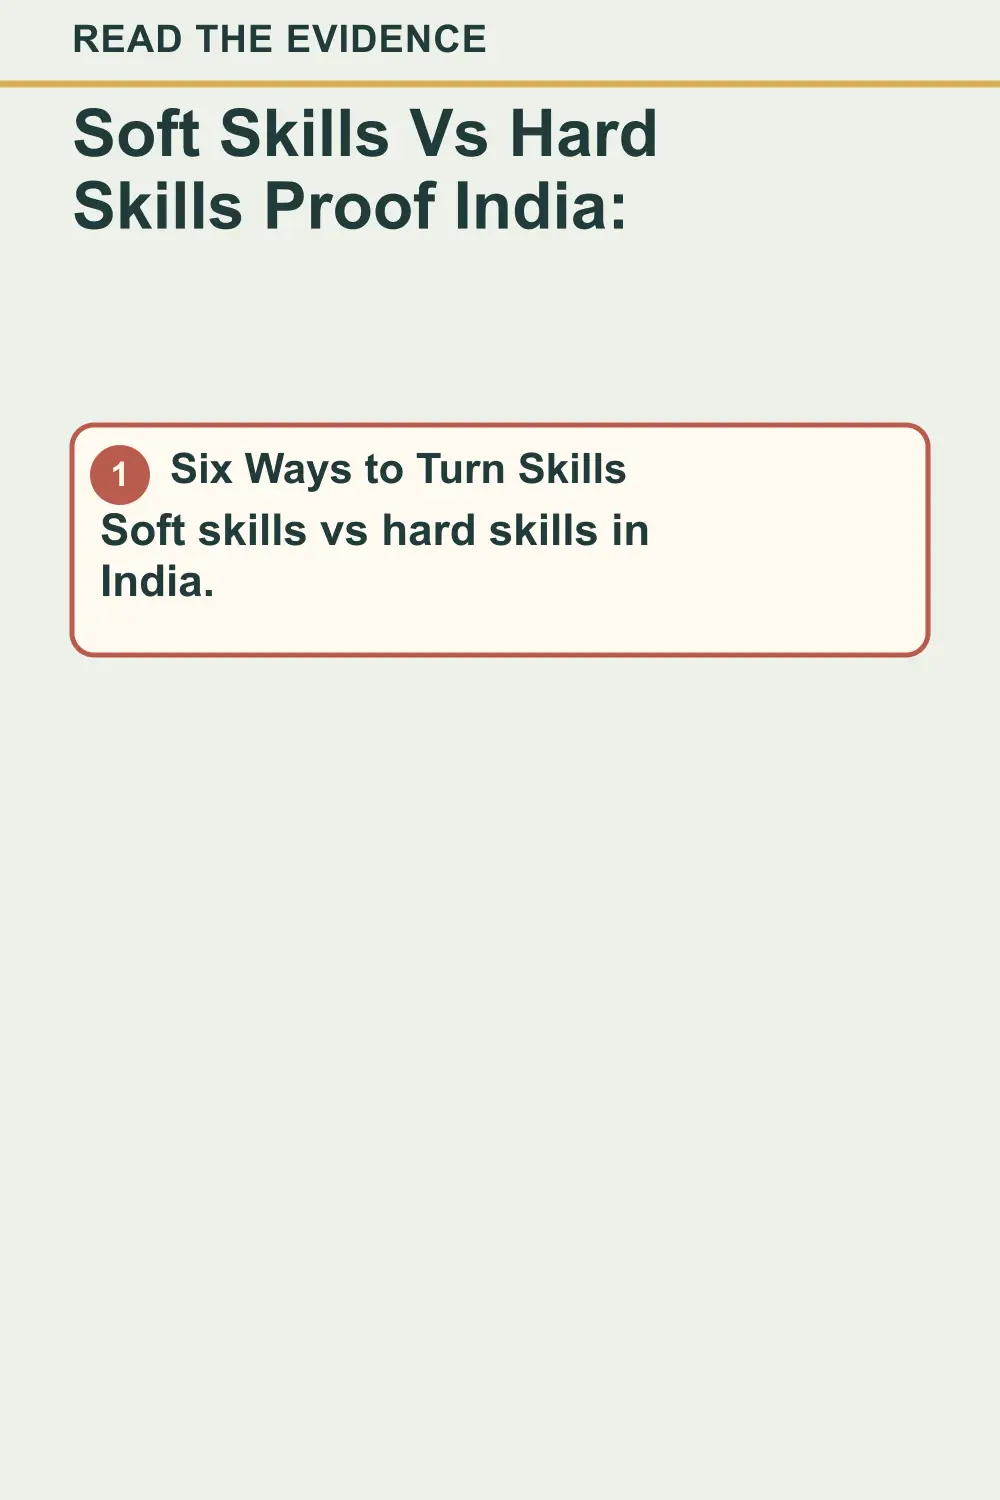 READ THE EVIDENCE
Soft Skills Vs Hard
Skills Proof India:
1 Six Ways to Turn Skills
Soft skills vs hard skills in
India.